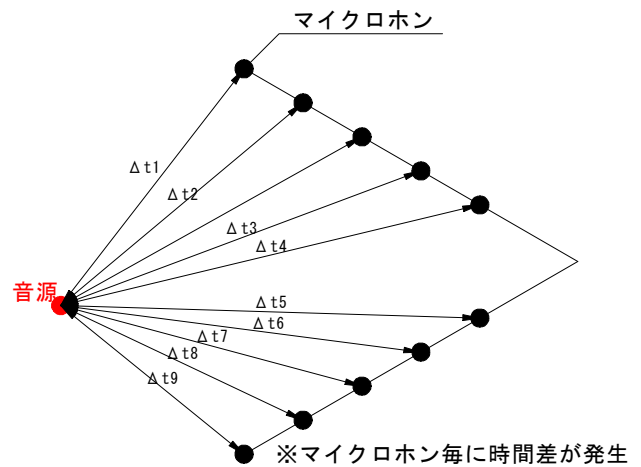 マイクロホン
Δt1
Δt2
Δt3
Δt4
音源
Δt5
Δt6
Δt7
Δt8
Δt9
※マイクロホン毎に時間差が発生